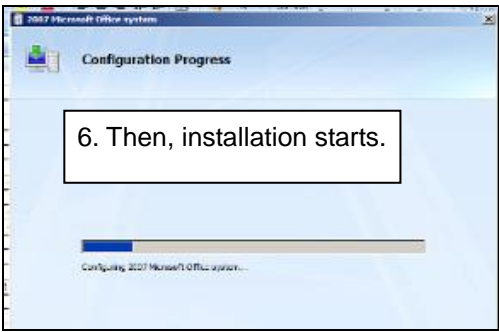 2007 Microsoft Office system
Configuration Progress
6. Then, installation starts.
Configuring 2007 Microsoft Office system...